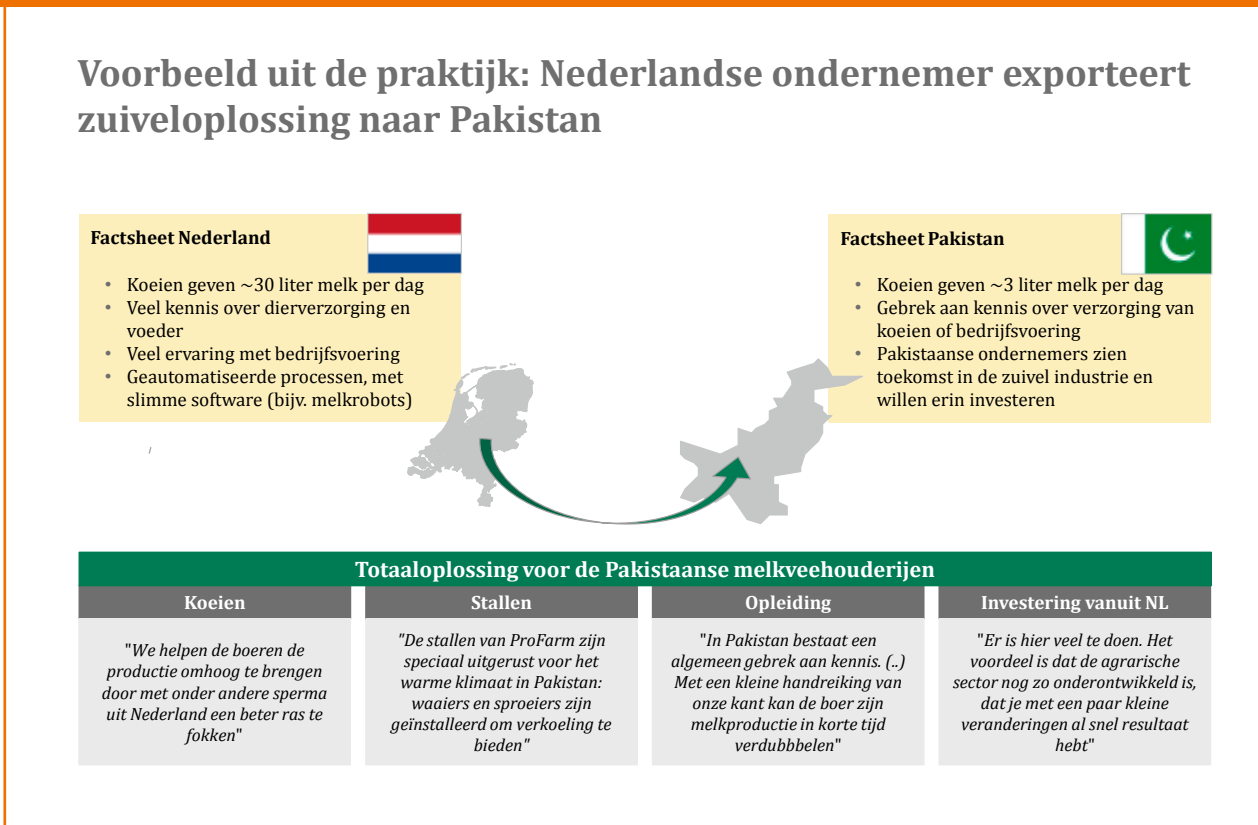 Voorbeeld uit de praktijk: Nederlandse ondernemer exporteert
zuiveloplossing naar Pakistan
Factsheet Nederland
• Koeien geven ~30 liter melk per dag
• Veel kennis over dierverzorging en
voeder
• Veel ervaring met bedrijfsvoering
• Geautomatiseerde processen, met
slimme software (bijv. melkrobots)
/
Factsheet Pakistan
• Koeien geven ~3 liter melk per dag
• Gebrek aan kennis over verzorging van
koeien of bedrijfsvoering
• Pakistaanse ondernemers zien
toekomst in de zuivel industrie en
willen erin investeren
Totaaloplossing voor de Pakistaanse melkveehouderijen
Koeien
"We helpen de boeren de
productie omhoog te brengen
door met onder andere sperma
uit Nederland een beter ras te
fokken"
Stallen
"De stallen van ProFarm zijn
speciaal uitgerust voor het
warme klimaat in Pakistan:
waaiers en sproeiers zijn
geïnstalleerd om verkoeling te
bieden"
Opleiding
"In Pakistan bestaat een
algemeen gebrek aan kennis. (..)
Met een kleine handreiking van
onze kant kan de boer zijn
melkproductie in korte tijd
verdubbbelen"
Investering vanuit NL
"Er is hier veel te doen. Het
voordeel is dat de agrarische
sector nog zo onderontwikkeld is,
dat je met een paar kleine
veranderingen al snel resultaat
hebt"